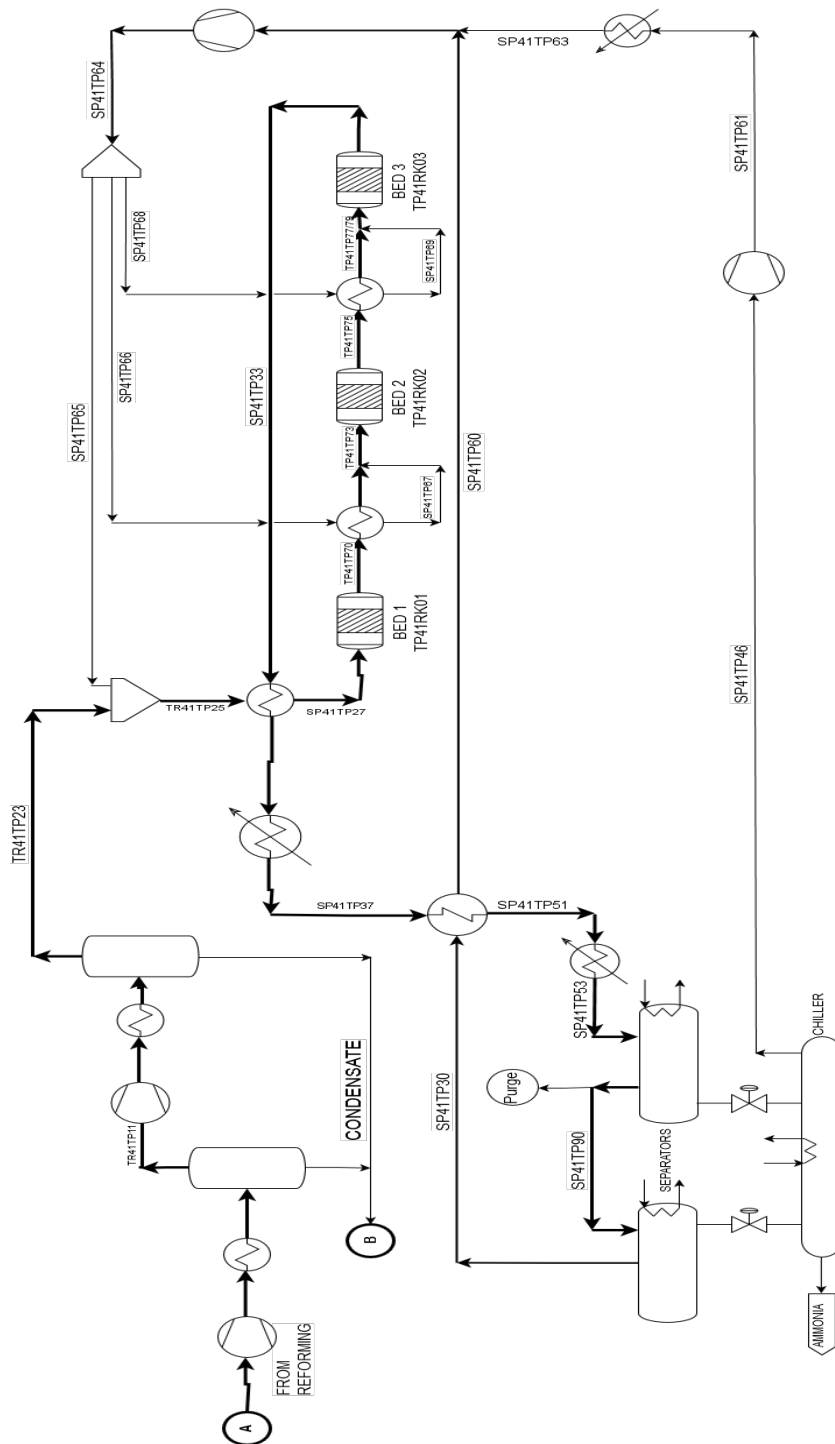 A
FROM
REFORMING
TR41TP11
CONDENSATE
B
TR41TP23
TR41TP25
SP41TP27
BED 1
TP41RK01
TP41TP70
SP41TP67
TP41TP73
BED 2
TP41RK02
TP41TP75
SP41TP69
TP41TP77/79
BED 3
TP41RK03
SP41TP33
SP41TP65
SP41TP66
SP41TP68
SP41TP64
SP41TP63
SP41TP60
SP41TP61
SP41TP46
SP41TP37
SP41TP51
SP41TP53
SP41TP30
Purge
SP41TP90
SEPARATORS
CHILLER
AMMONIA